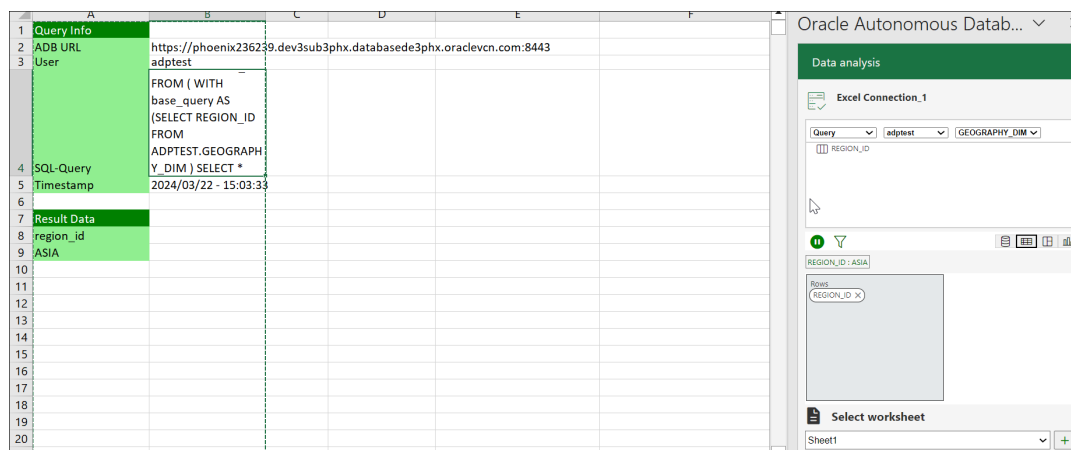 A B C D E F
1 Query Info
2 ADB URL https://phoenix236239.dev3sub3phx.databasede3phx.oraclevcn.com:8443
3 User adptest
FROM ( WITH
base_query AS
(SELECT REGION_ID
FROM
ADPTEST.GEOGRAPH
4 SQL-Query Y_DIM ) SELECT *
5 Timestamp 2024/03/22 - 15:03:33
6
7 Result Data
8 region_id
9 ASIA
10
11
12
13
14
15
16
17
18
19
20
Oracle Autonomous Datab...
Data analysis
Excel Connection_1
Query adptest GEOGRAPHY_DIM
REGION_ID
REGION_ID : ASIA
Rows
REGION_ID
Select worksheet
Sheet1